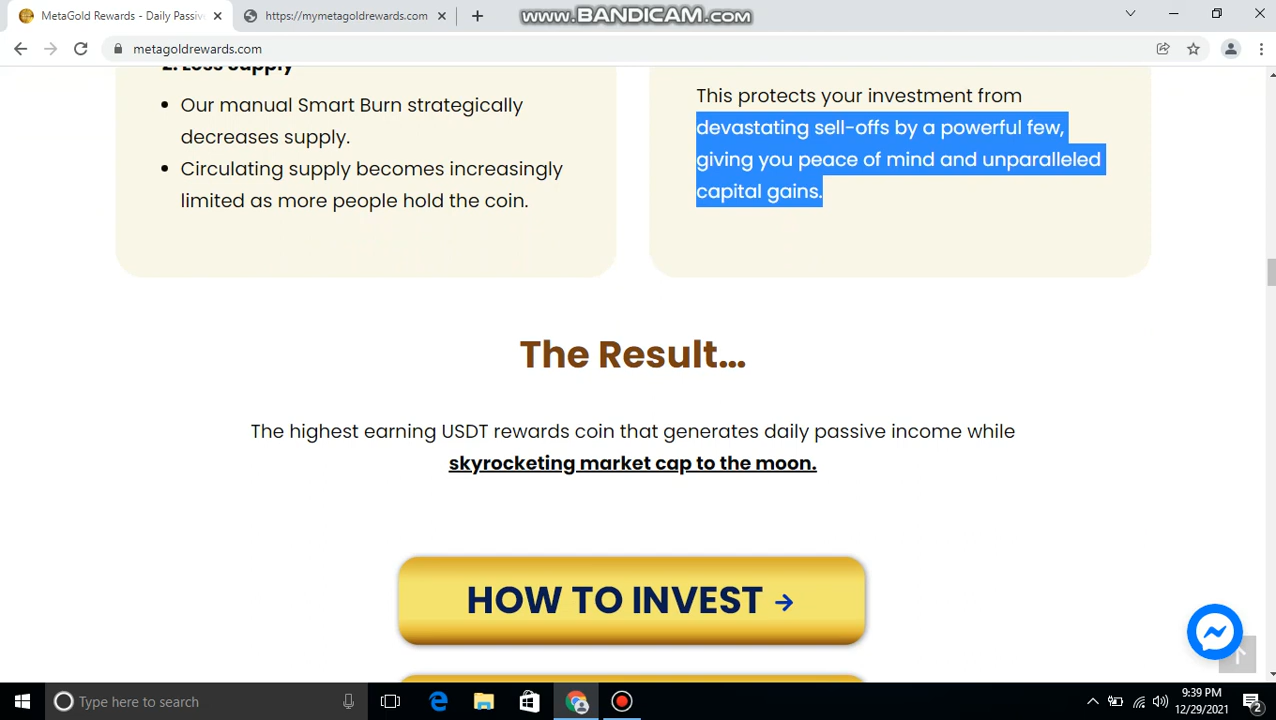 MetaGold Rewards - Daily Passiv
https://mymetagoldrewards.com
www.BANDICAM.com
metagoldrewards.com
2. Less Supply
Our manual Smart Burn strategically
decreases supply.
Circulating supply becomes increasingly
limited as more people hold the coin.
This protects your investment from
devastating sell-offs by a powerful few,
giving you peace of mind and unparalleled
capital gains.
The Result...
The highest earning USDT rewards coin that generates daily passive income while
skyrocketing market cap to the moon.
HOW TO INVEST →
Type here to search
9:39 PM
12/29/2021
2